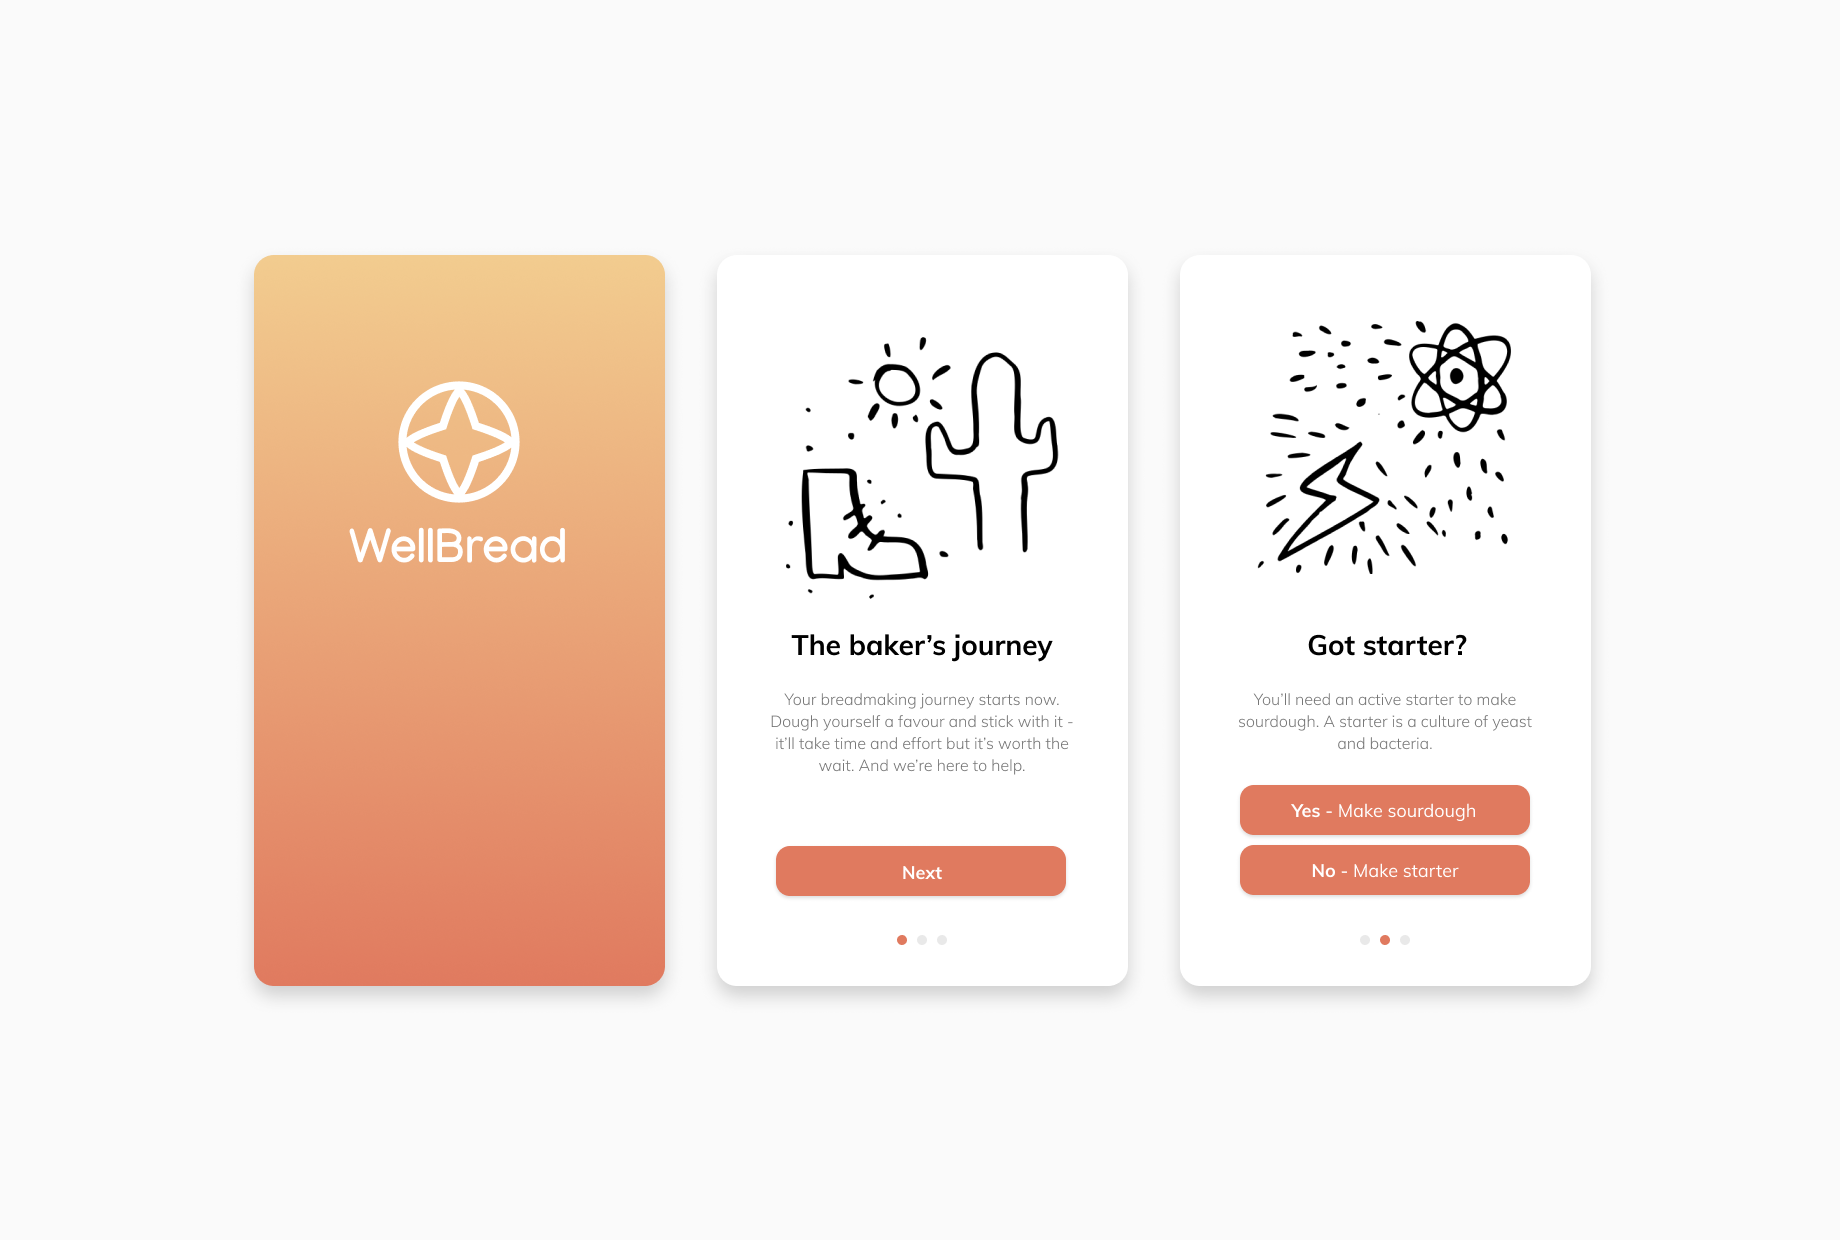 WellBread
The baker’s journey
Your breadmaking journey starts now.
Dough yourself a favour and stick with it -
it’ll take time and effort but it’s worth the
wait. And we’re here to help.
Next
Got starter?
You’ll need an active starter to make
sourdough. A starter is a culture of yeast
and bacteria.
Yes - Make sourdough
No - Make starter